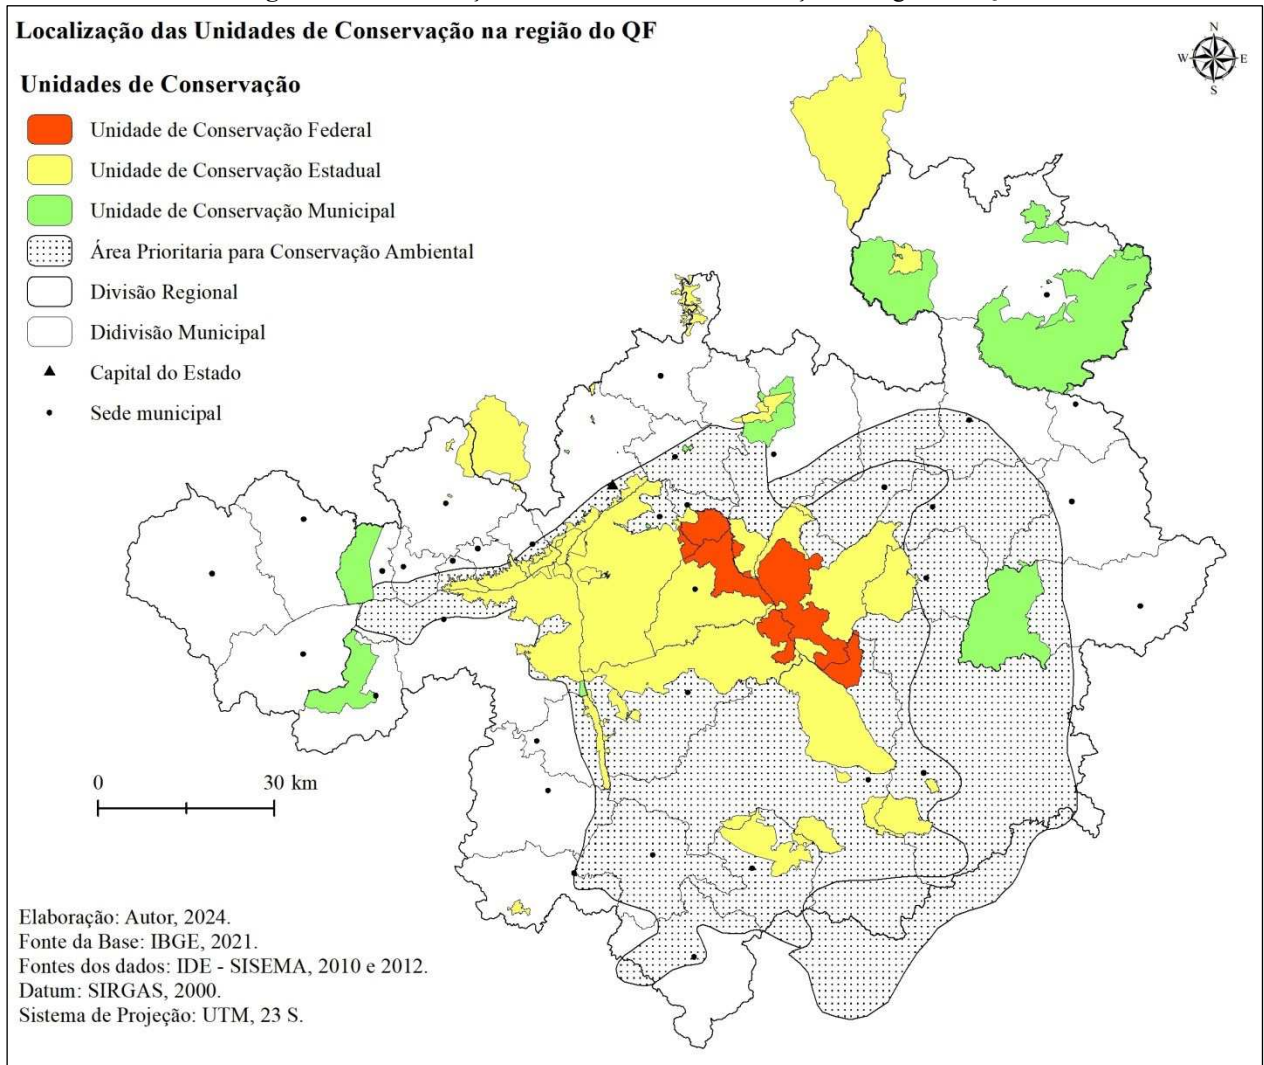 Localização das Unidades de Conservação na região do QF
N
W
E
S
Unidades de Conservação
Unidade de Conservação Federal
Unidade de Conservação Estadual
Unidade de Conservação Municipal
Área Prioritaria para Conservação Ambiental
Divisão Regional
Didivisão Municipal
Capital do Estado
Sede municipal
0 30 km
Elaboração: Autor, 2024.
Fonte da Base: IBGE, 2021.
Fontes dos dados: IDE - SISEMA, 2010 e 2012.
Datum: SIRGAS, 2000.
Sistema de Projeção: UTM, 23 S.